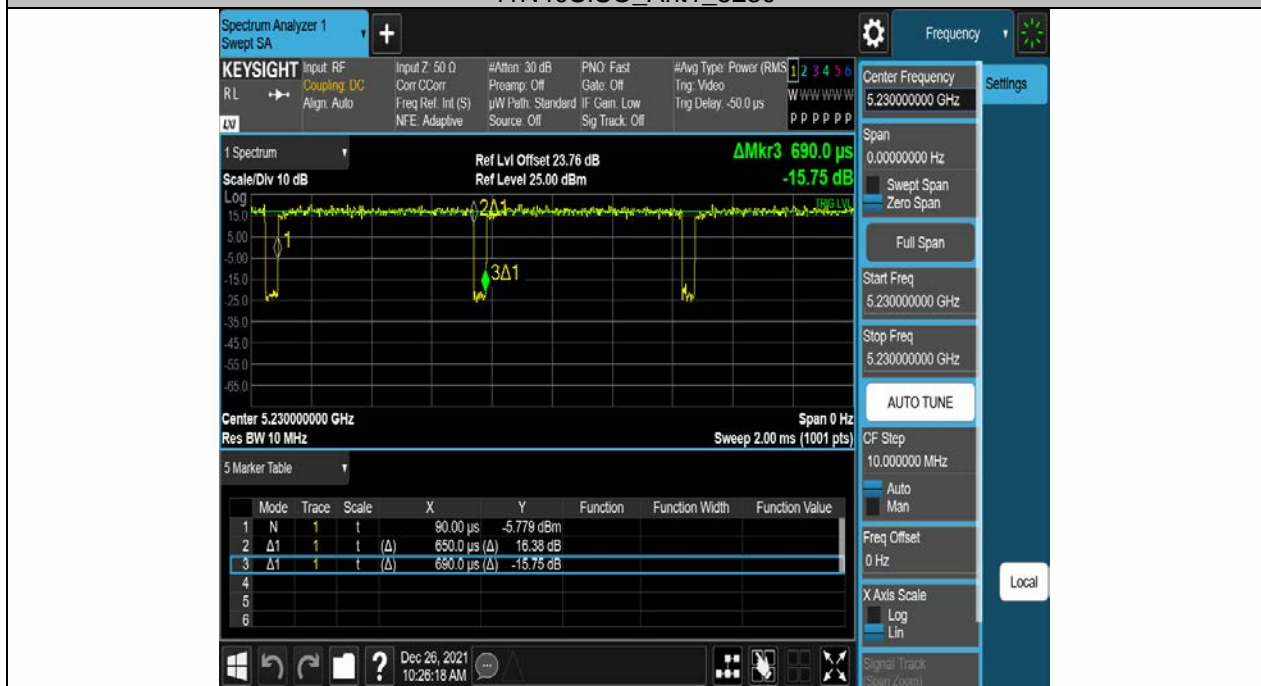 Spectrum Analyzer 1
Swept SA
+
Frequency
KEYSIGHT
RL
LXI
Input: RF
Coupling: DC
Align: Auto
Input Z: 50 Ω
Corr CCorr
Freq Ref: Int (S)
NFE: Adaptive
#Atten: 30 dB
Preamp: Off
µW Path: Standard
Source: Off
PNO: Fast
Gate: Off
IF Gain: Low
Sig Track: Off
#Avg Type: Power (RMS
Trig: Video
Trig Delay: -50.0 µs
1 2 3 4 5 6
W W W W W W
P P P P P P
1 Spectrum
Scale/Div 10 dB
Ref Lvl Offset 23.76 dB
Ref Level 25.00 dBm
ΔMkr3 690.0 µs
-15.75 dB
Log
15.0
5.00
-5.00
-15.0
-25.0
-35.0
-45.0
-55.0
-65.0
1
2Δ1
3Δ1
TRIG LVL
Center 5.230000000 GHz
Span 0 Hz
Res BW 10 MHz
Sweep 2.00 ms (1001 pts)
5 Marker Table
Mode Trace Scale X Y Function Function Width Function Value
1 N 1 t 90.00 µs -5.779 dBm
2 Δ1 1 t (Δ) 650.0 µs (Δ) 16.38 dB
3 Δ1 1 t (Δ) 690.0 µs (Δ) -15.75 dB
4
5
6
?
Dec 26, 2021
10:26:18 AM
Center Frequency
5.230000000 GHz
Settings
Span
0.00000000 Hz
Swept Span
Zero Span
Full Span
Start Freq
5.230000000 GHz
Stop Freq
5.230000000 GHz
AUTO TUNE
CF Step
10.000000 MHz
Auto
Man
Freq Offset
0 Hz
X Axis Scale
Log
Lin
Local
Signal Track
(Span Zoom)